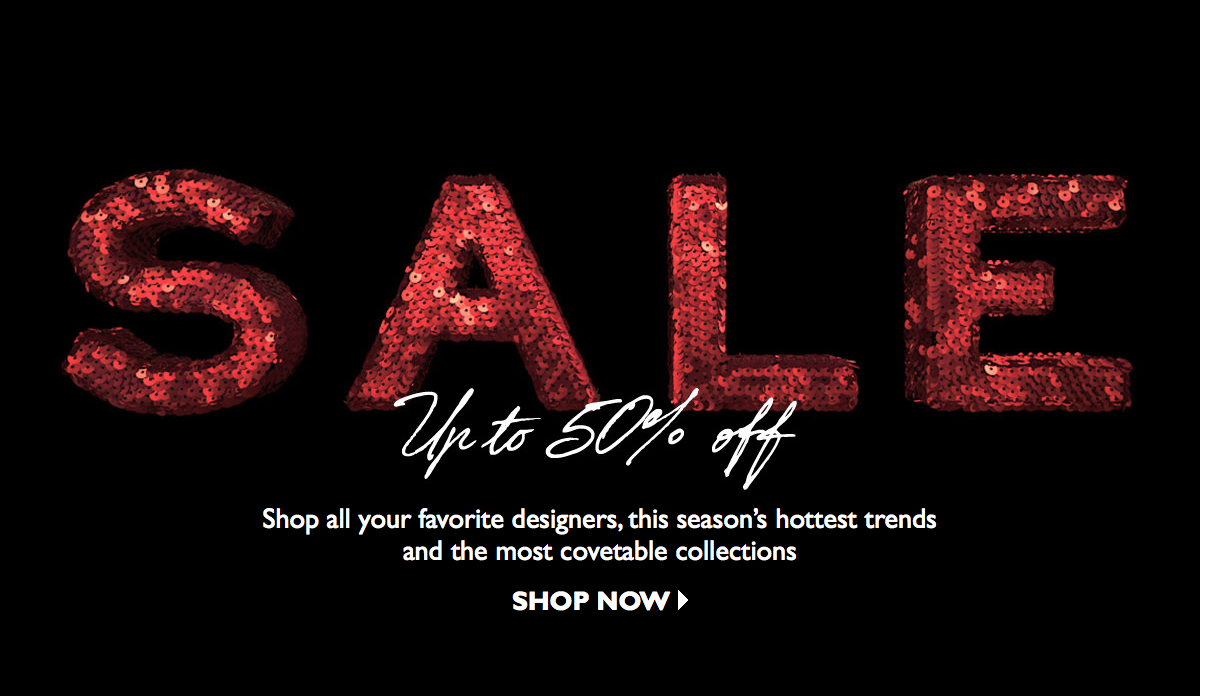 SALE
Up to 50% off
Shop all your favorite designers, this season’s hottest trends
and the most covetable collections
SHOP NOW